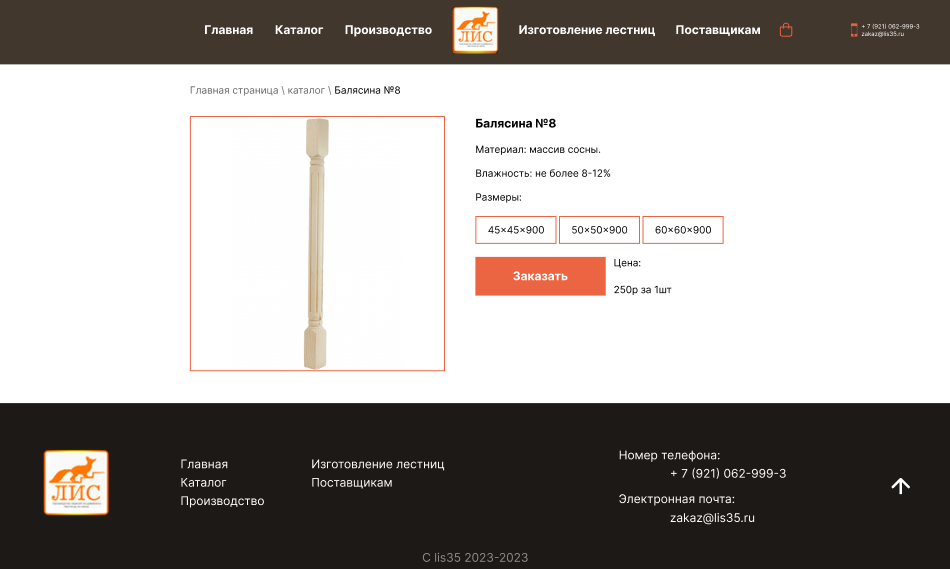 Главная Каталог Производство ЛИС Изготовление лестниц Поставщикам
+ 7 (921) 062-999-3
zakaz@lis35.ru
Главная страница \ каталог \ Балясина №8
Балясина №8
Материал: массив сосны.
Влажность: не более 8-12%
Размеры:
45×45×900 50×50×900 60×60×900
Заказать
Цена:
250р за 1шт
ЛИС
Главная
Каталог
Производство
Изготовление лестниц
Поставщикам
Номер телефона:
+ 7 (921) 062-999-3
Электронная почта:
zakaz@lis35.ru
C lis35 2023-2023